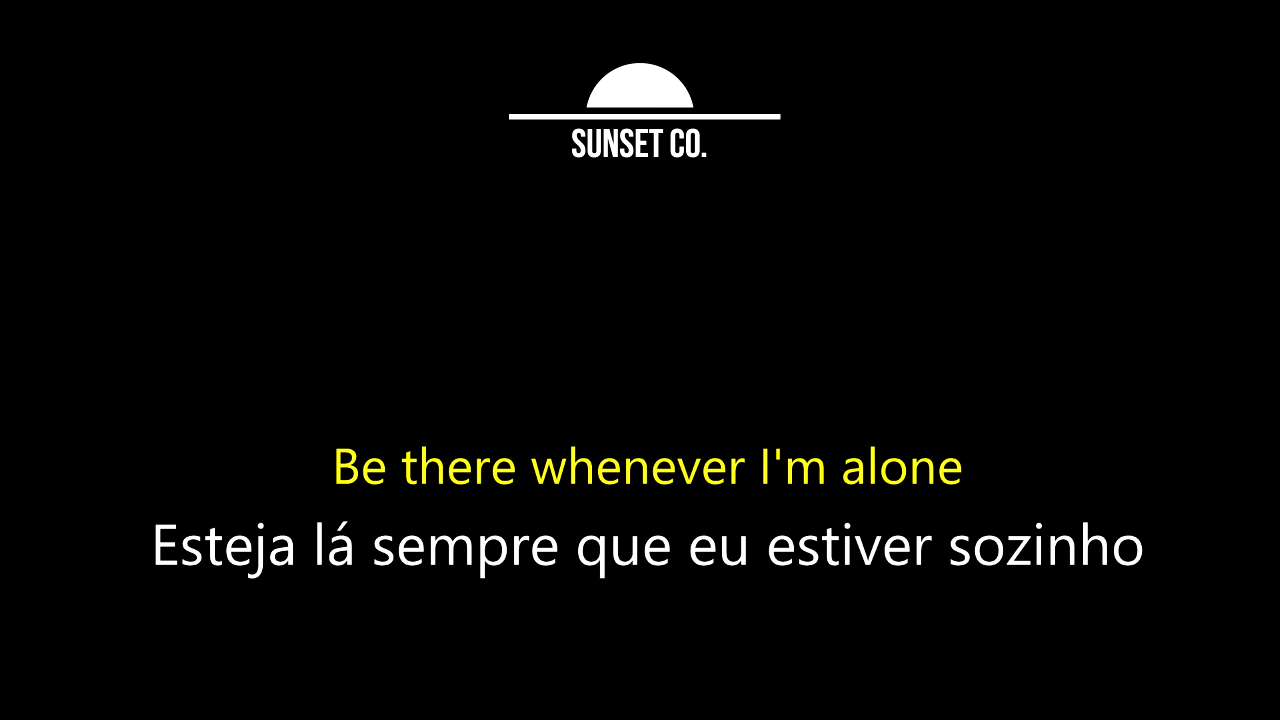 SUNSET CO.
Be there whenever I'm alone
Esteja lá sempre que eu estiver sozinho